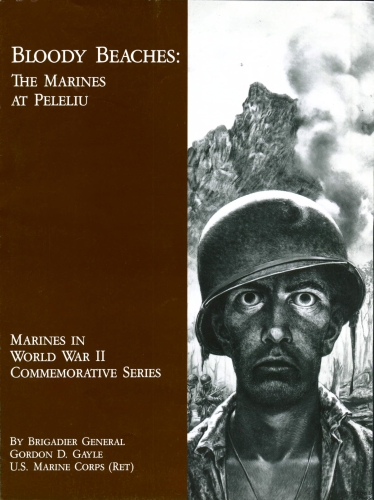 BLOODY BEACHES:
THE MARINES
AT PELELIU
MARINES IN
WORLD WAR II
COMMEMORATIVE SERIES
BY BRIGADIER GENERAL
GORDON D. GAYLE
U.S. MARINE CORPS (RET)